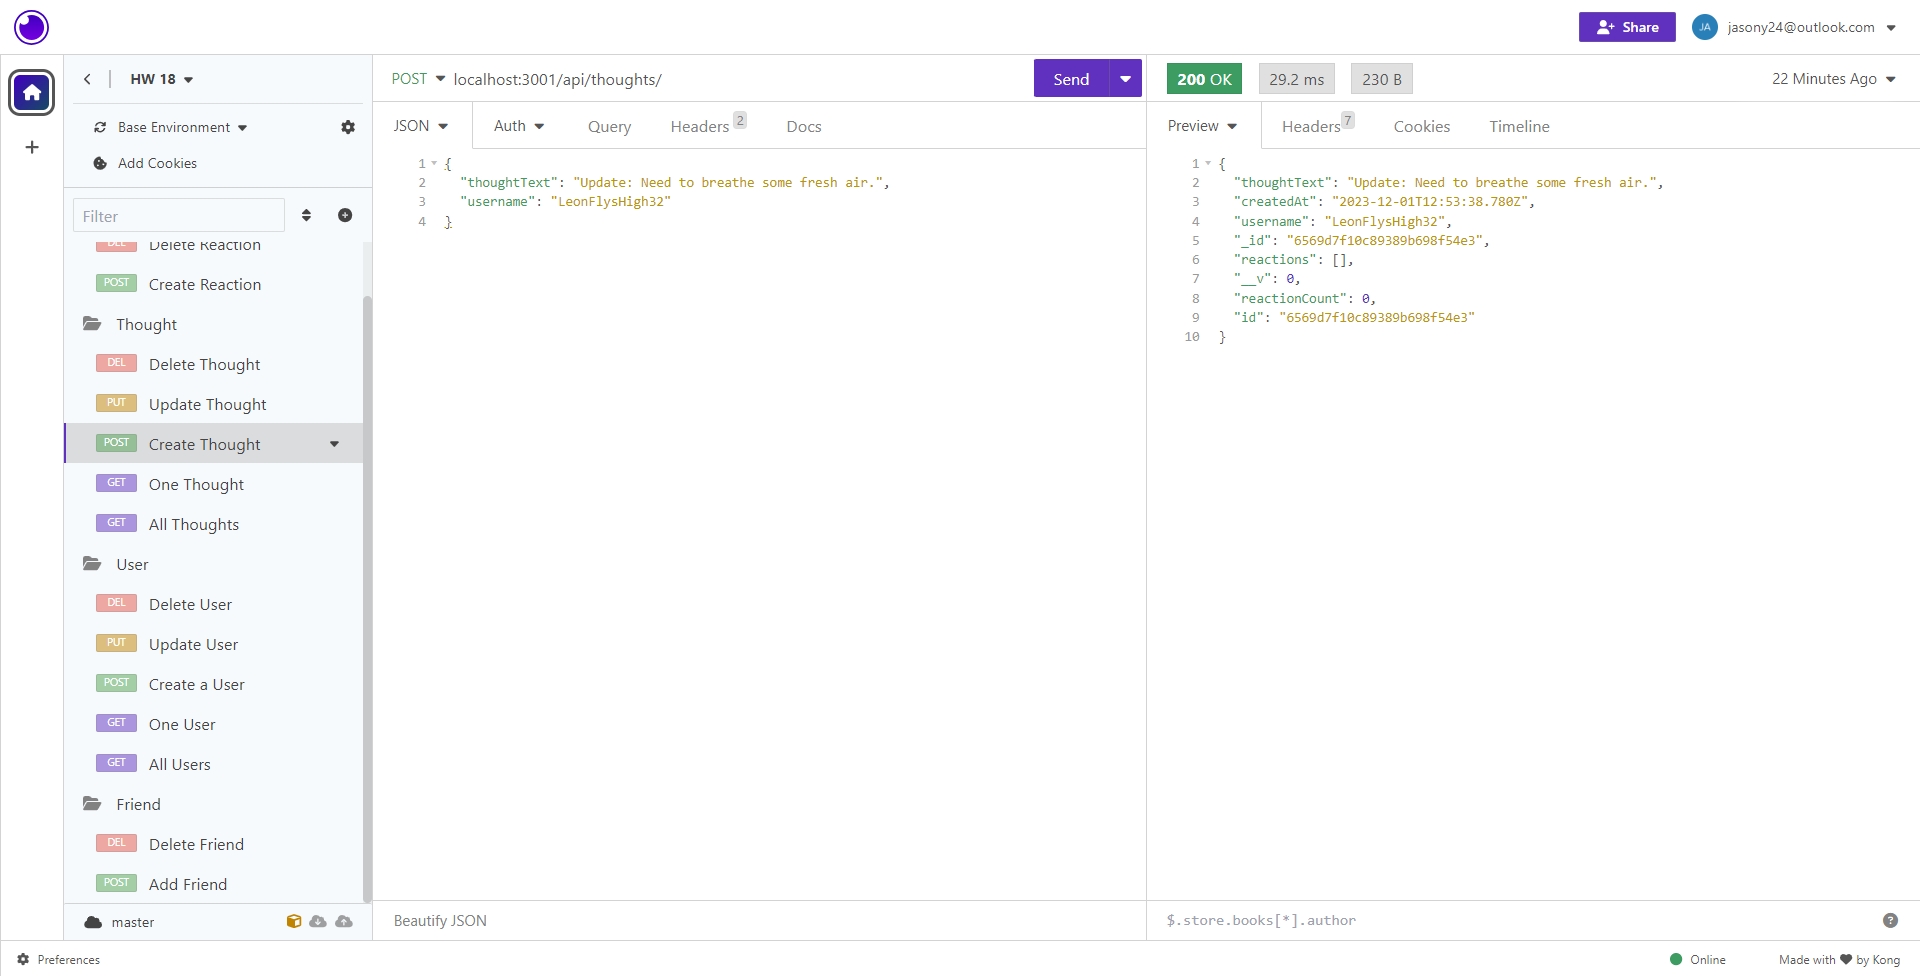 Share
JA
jasony24@outlook.com
HW 18
Base Environment
Add Cookies
Filter
DEL Delete Reaction
POST Create Reaction
Thought
DEL Delete Thought
PUT Update Thought
POST Create Thought
GET One Thought
GET All Thoughts
User
DEL Delete User
PUT Update User
POST Create a User
GET One User
GET All Users
Friend
DEL Delete Friend
POST Add Friend
master
POST localhost:3001/api/thoughts/
Send
JSON Auth Query Headers 2 Docs
1 {
2 "thoughtText": "Update: Need to breathe some fresh air.",
3 "username": "LeonFlysHigh32"
4 }
Beautify JSON
200 OK 29.2 ms 230 B 22 Minutes Ago
Preview Headers 7 Cookies Timeline
1 {
2 "thoughtText": "Update: Need to breathe some fresh air.",
3 "createdAt": "2023-12-01T12:53:38.780Z",
4 "username": "LeonFlysHigh32",
5 "_id": "6569d7f10c89389b698f54e3",
6 "reactions": [],
7 "__v": 0,
8 "reactionCount": 0,
9 "id": "6569d7f10c89389b698f54e3"
10 }
$.store.books[*].author
?
Preferences
Online
Made with ♥ by Kong